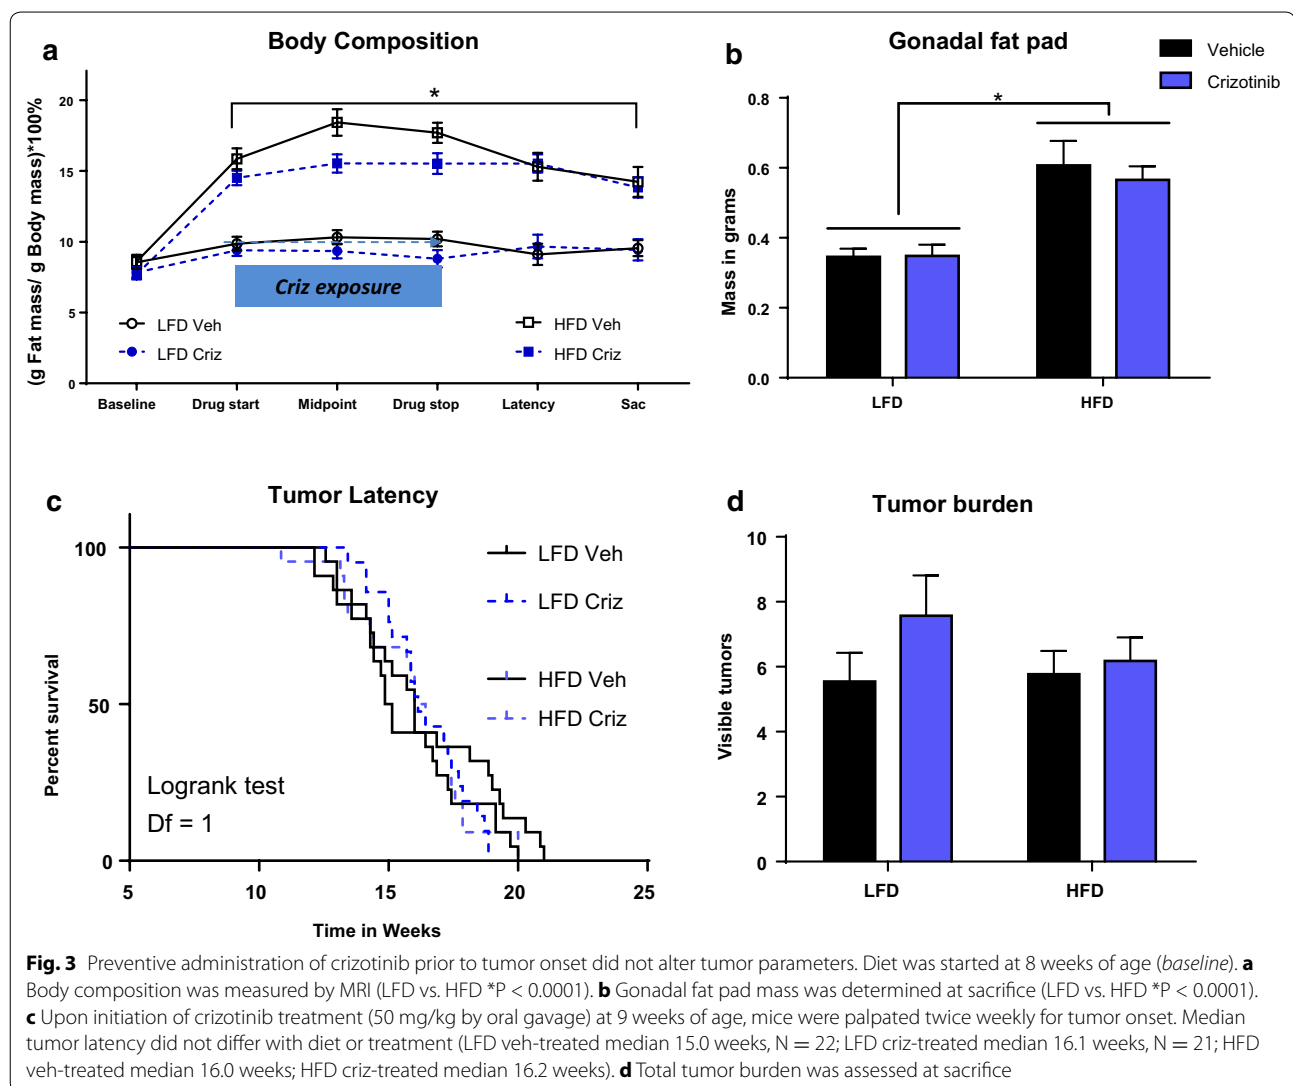 a
Body Composition
(g Fat mass/ g Body mass)*100%
20
15
10
5
0
*
Criz exposure
LFD Veh
LFD Criz
HFD Veh
HFD Criz
Baseline Drug start Midpoint Drug stop Latency Sac
b
Gonadal fat pad
Vehicle
Crizotinib
Mass in grams
0.8
0.6
0.4
0.2
0.0
*
LFD HFD
c
Tumor Latency
Percent survival
100
50
0
LFD Veh
LFD Criz
HFD Veh
HFD Criz
Logrank test
Df = 1
5 10 15 20 25
Time in Weeks
d
Tumor burden
Visible tumors
10
8
6
4
2
0
LFD HFD
Fig. 3 Preventive administration of crizotinib prior to tumor onset did not alter tumor parameters. Diet was started at 8 weeks of age (baseline). a
Body composition was measured by MRI (LFD vs. HFD *P < 0.0001). b Gonadal fat pad mass was determined at sacrifice (LFD vs. HFD *P < 0.0001).
c Upon initiation of crizotinib treatment (50 mg/kg by oral gavage) at 9 weeks of age, mice were palpated twice weekly for tumor onset. Median
tumor latency did not differ with diet or treatment (LFD veh-treated median 15.0 weeks, N = 22; LFD criz-treated median 16.1 weeks, N = 21; HFD
veh-treated median 16.0 weeks; HFD criz-treated median 16.2 weeks). d Total tumor burden was assessed at sacrifice